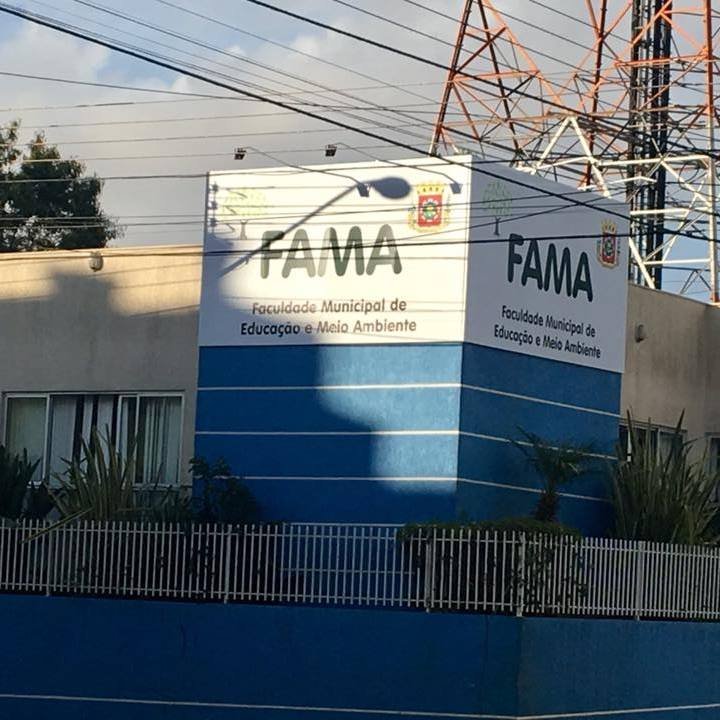 FAMA
Faculdade Municipal de
Educação e Meio Ambiente
FAMA
Faculdade Municipal de
Educação e Meio Ambiente